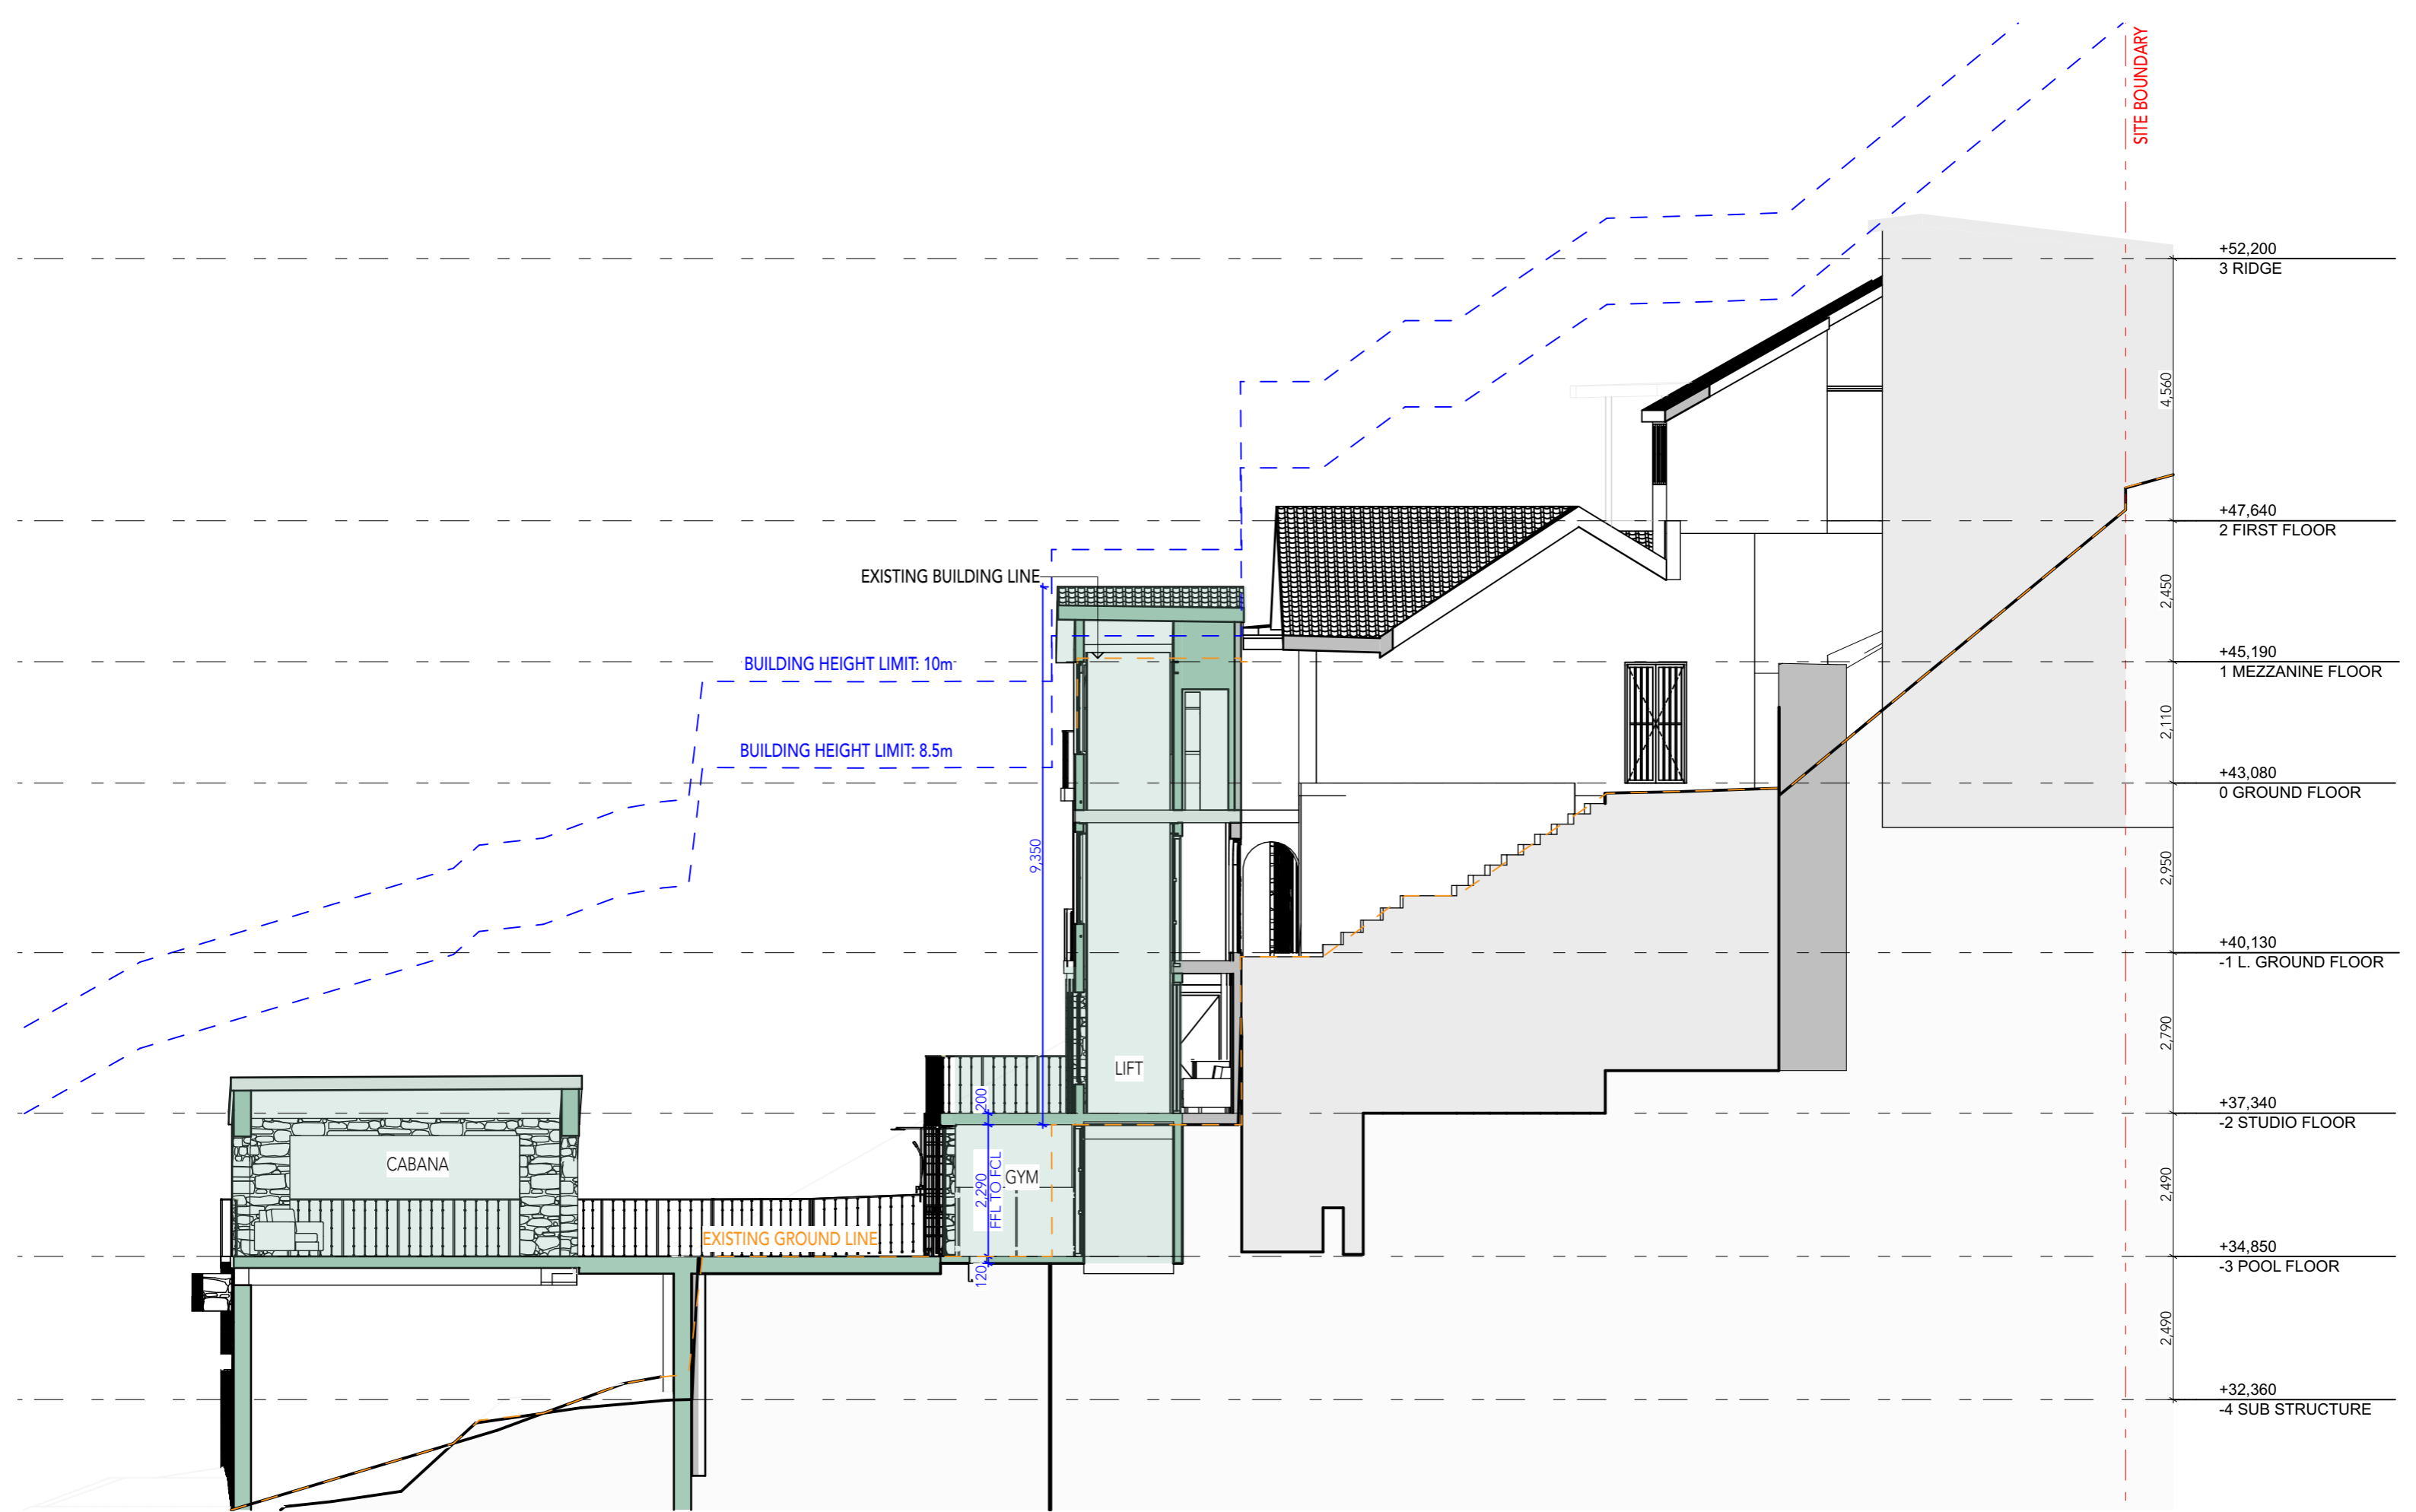 SITE BOUNDARY
+52,200
3 RIDGE
4,560
+47,640
2 FIRST FLOOR
EXISTING BUILDING LINE
2,450
BUILDING HEIGHT LIMIT: 10m
+45,190
1 MEZZANINE FLOOR
2,110
BUILDING HEIGHT LIMIT: 8.5m
+43,080
0 GROUND FLOOR
9,350
2,950
+40,130
-1 L. GROUND FLOOR
2,790
LIFT
200
+37,340
-2 STUDIO FLOOR
CABANA
GYM
2,290
FFL TO FCL
2,490
EXISTING GROUND LINE
+34,850
-3 POOL FLOOR
120
2,490
+32,360
-4 SUB STRUCTURE